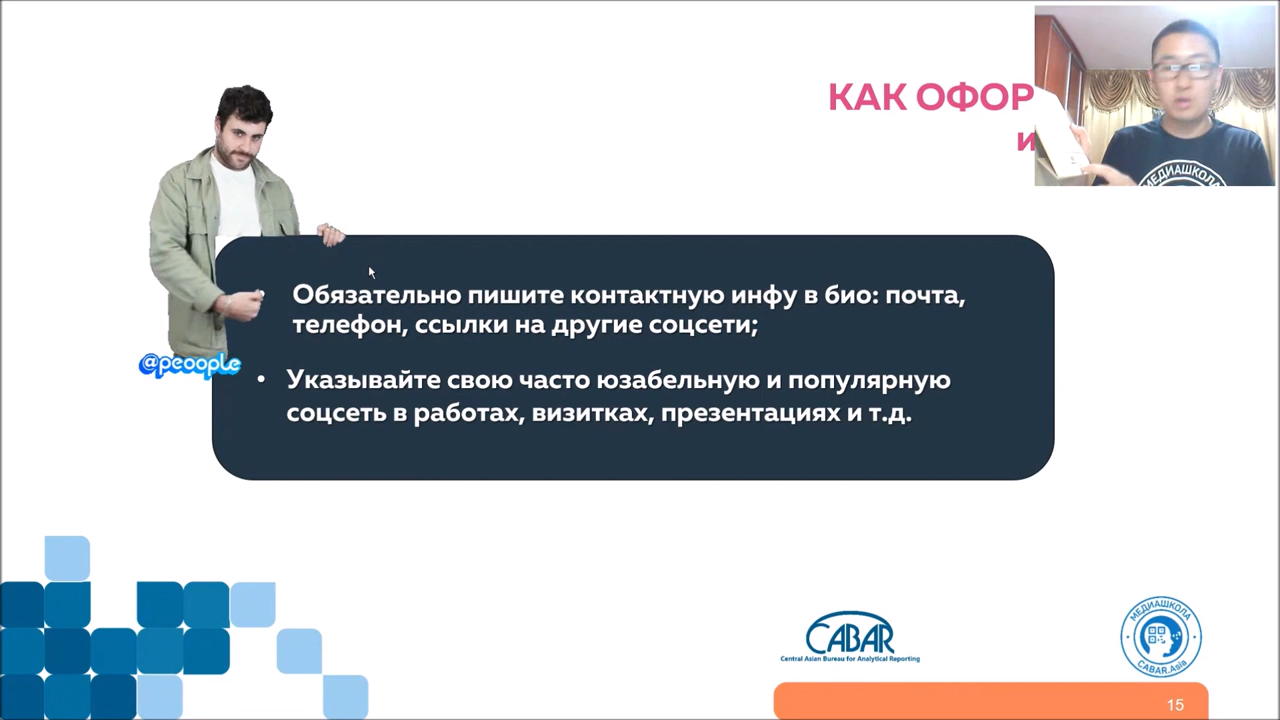 КАК ОФОР
и
МЕДИАШКОЛА
Обязательно пишите контактную инфу в био: почта,
телефон, ссылки на другие соцсети;
@peoople
Указывайте свою часто юзабельную и популярную
соцсеть в работах, визитках, презентациях и т.д.
CABAR
Central Asian Bureau for Analytical Reporting
МЕДИАШКОЛА
CABAR.Asia
15